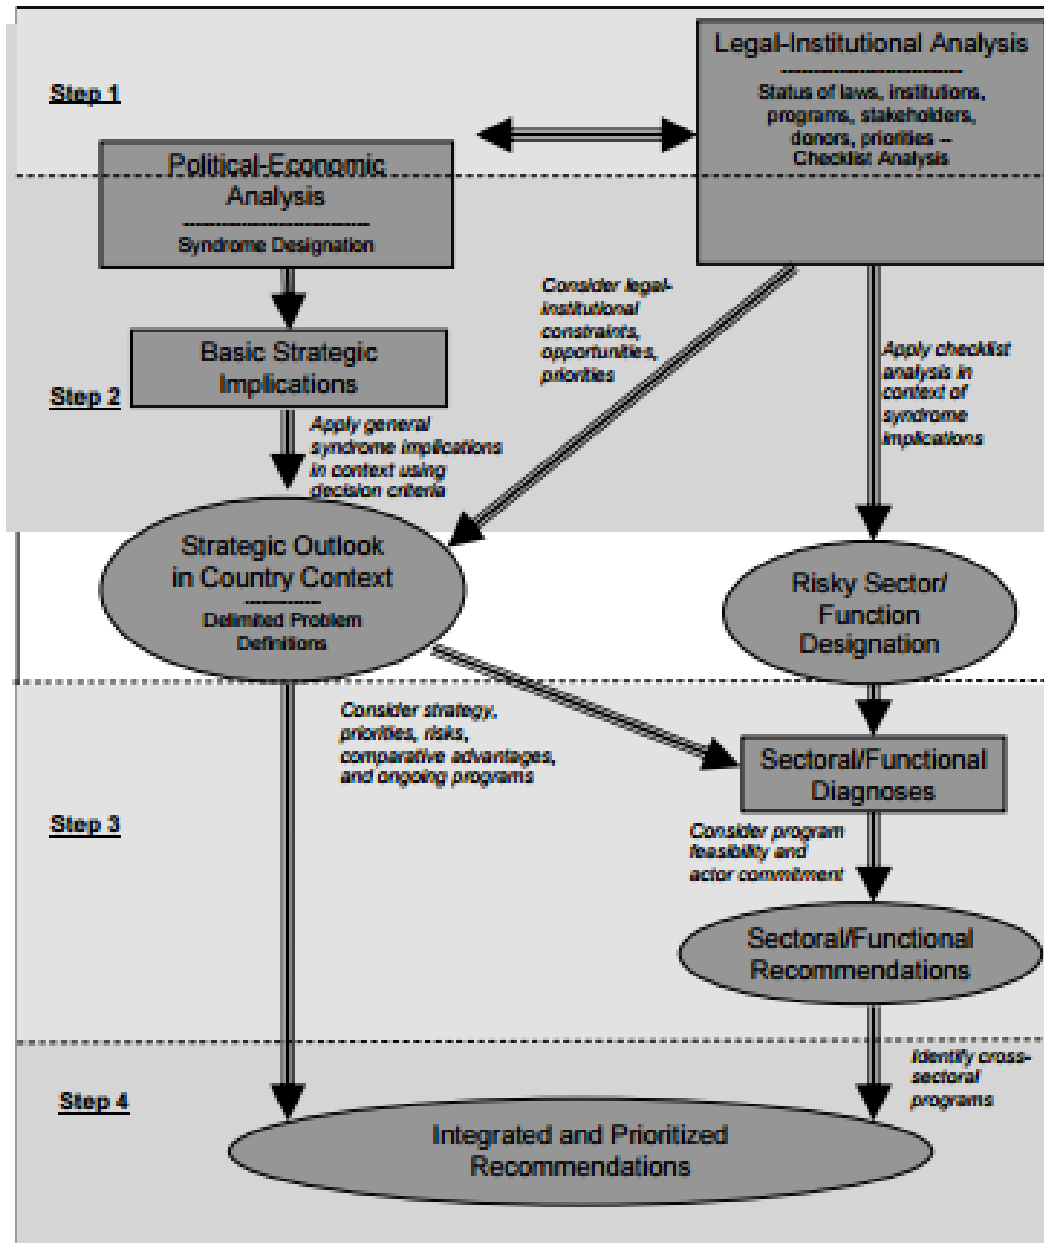 Legal-Institutional Analysis
Status of laws, institutions,
programs, stakeholders,
donors, priorities --
Checklist Analysis
Step 1
Political-Economic
Analysis
Syndrome Designation
Consider legal-
institutional
constraints,
opportunities,
priorities
Basic Strategic
Implications
Apply checklist
analysis in
context of
syndrome
implications
Step 2
Apply general
syndrome implications
in context using
decision criteria
Strategic Outlook
in Country Context
Delimited Problem
Definitions
Risky Sector/
Function
Designation
Consider strategy,
priorities, risks,
comparative advantages,
and ongoing programs
Sectoral/Functional
Diagnoses
Step 3
Consider program
feasibility and
actor commitment
Sectoral/Functional
Recommendations
Identify cross-
sectoral
programs
Step 4
Integrated and Prioritized
Recommendations